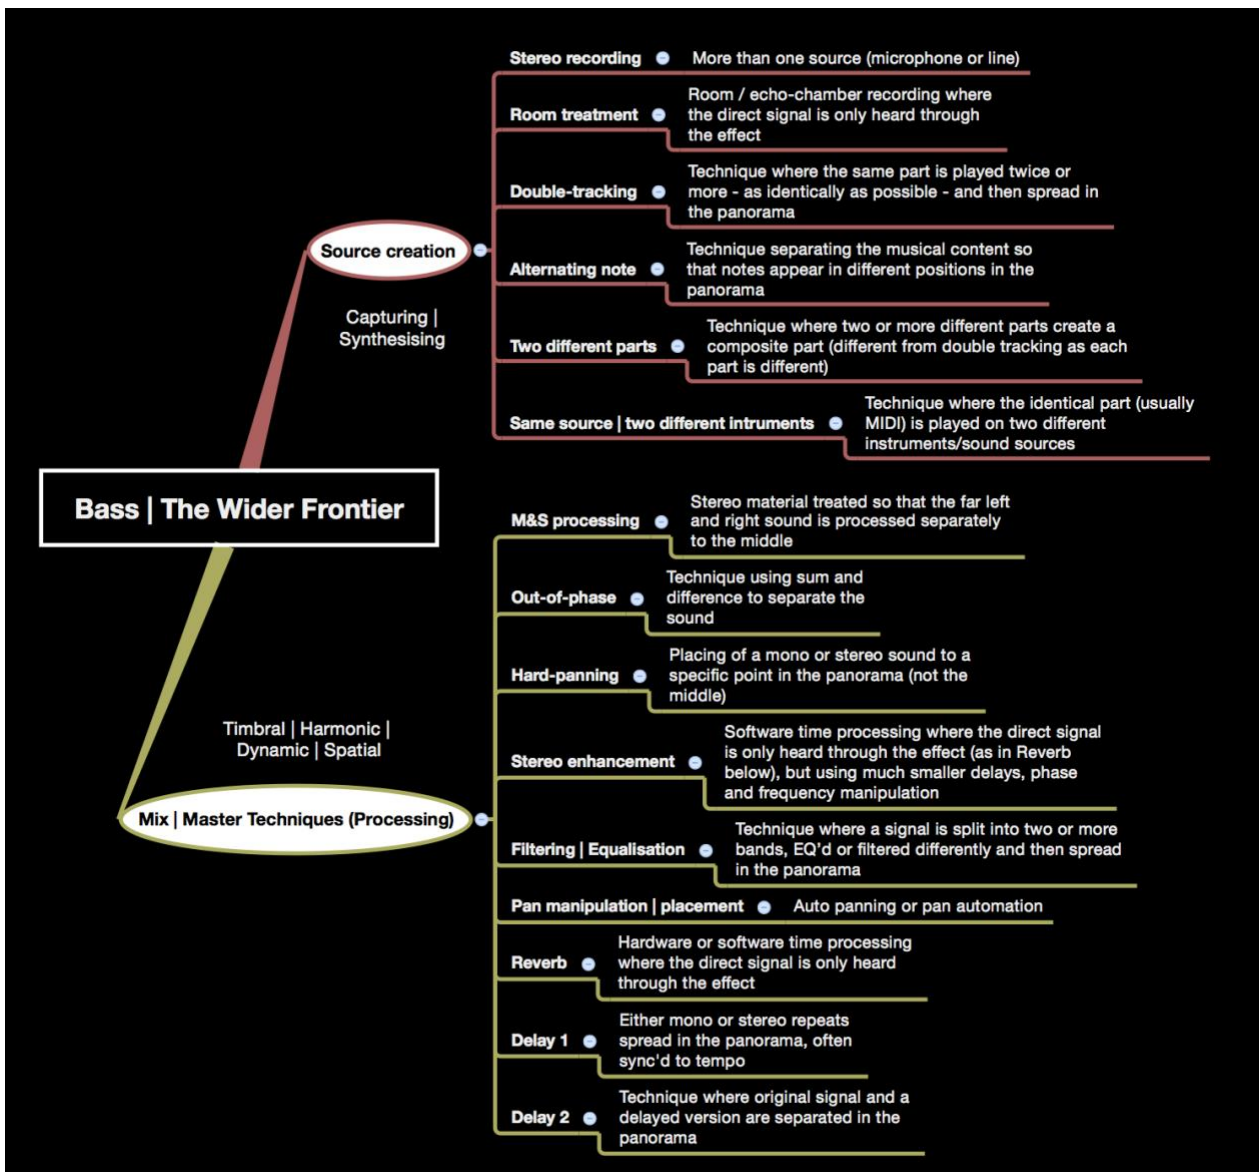 Bass | The Wider Frontier
Source creation
Capturing |
Synthesising
Stereo recording
More than one source (microphone or line)
Room treatment
Room / echo-chamber recording where
the direct signal is only heard through
the effect
Double-tracking
Technique where the same part is played twice or
more - as identically as possible - and then spread in
the panorama
Alternating note
Technique separating the musical content so
that notes appear in different positions in the
panorama
Two different parts
Technique where two or more different parts create a
composite part (different from double tracking as each
part is different)
Same source | two different intruments
Technique where the identical part (usually
MIDI) is played on two different
instruments/sound sources
Timbral | Harmonic |
Dynamic | Spatial
Mix | Master Techniques (Processing)
M&S processing
Stereo material treated so that the far left
and right sound is processed separately
to the middle
Out-of-phase
Technique using sum and
difference to separate the
sound
Hard-panning
Placing of a mono or stereo sound to a
specific point in the panorama (not the
middle)
Stereo enhancement
Software time processing where the direct signal
is only heard through the effect (as in Reverb
below), but using much smaller delays, phase
and frequency manipulation
Filtering | Equalisation
Technique where a signal is split into two or more
bands, EQ'd or filtered differently and then spread
in the panorama
Pan manipulation | placement
Auto panning or pan automation
Reverb
Hardware or software time processing
where the direct signal is only heard
through the effect
Delay 1
Either mono or stereo repeats
spread in the panorama, often
sync'd to tempo
Delay 2
Technique where original signal and a
delayed version are separated in the
panorama